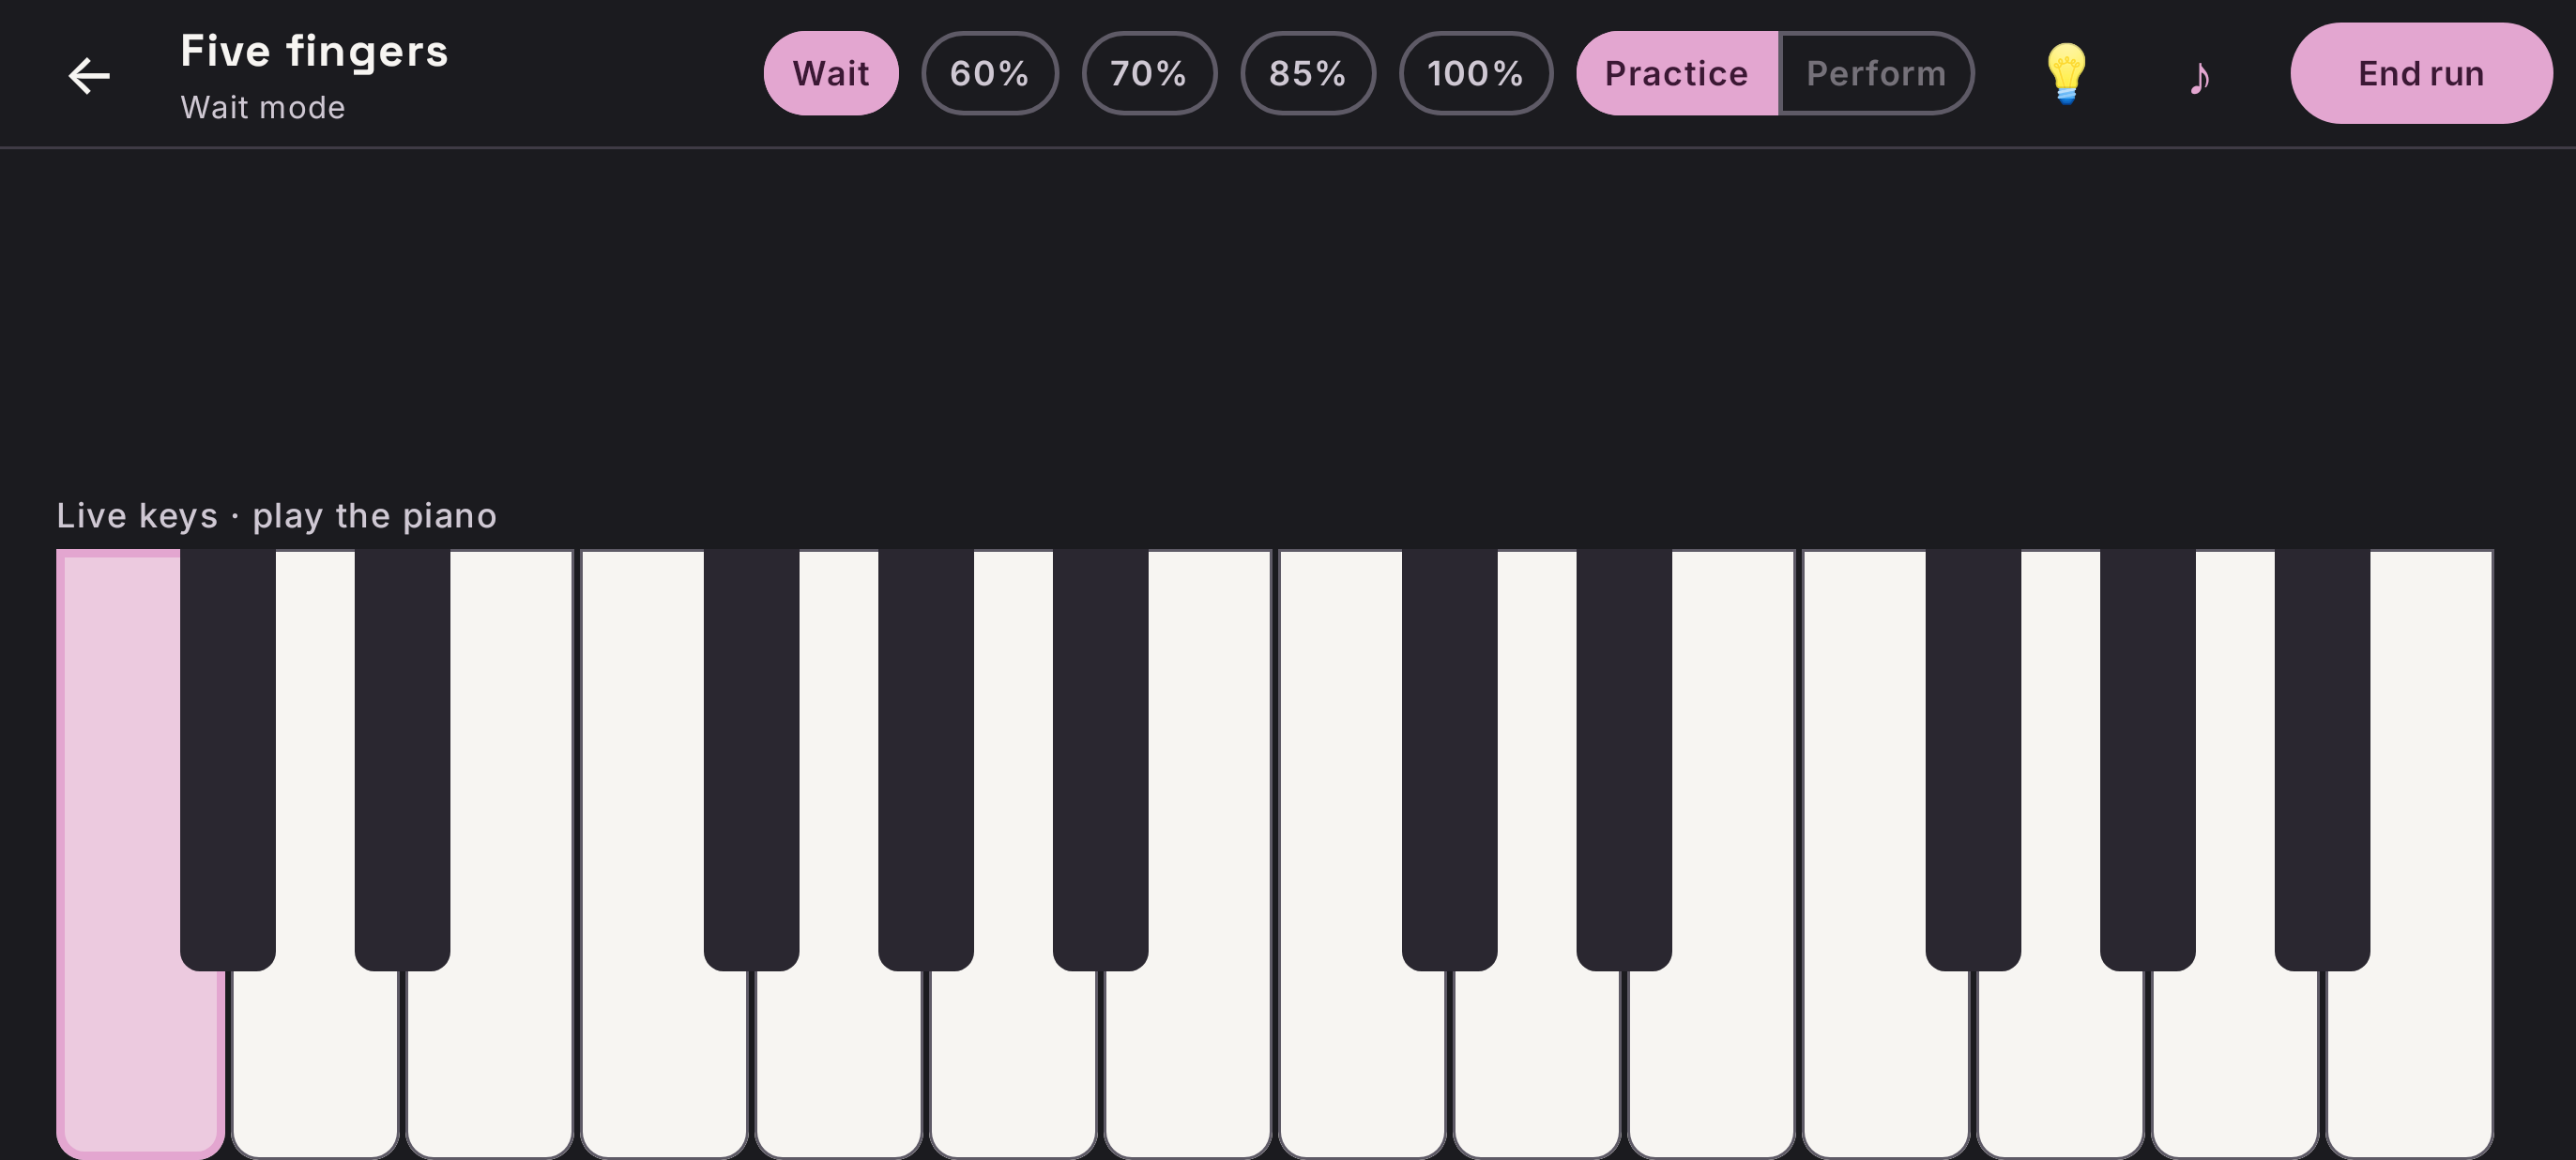 Five fingers
Wait mode
Wait 60% 70% 85% 100% Practice Perform End run
Live keys · play the piano